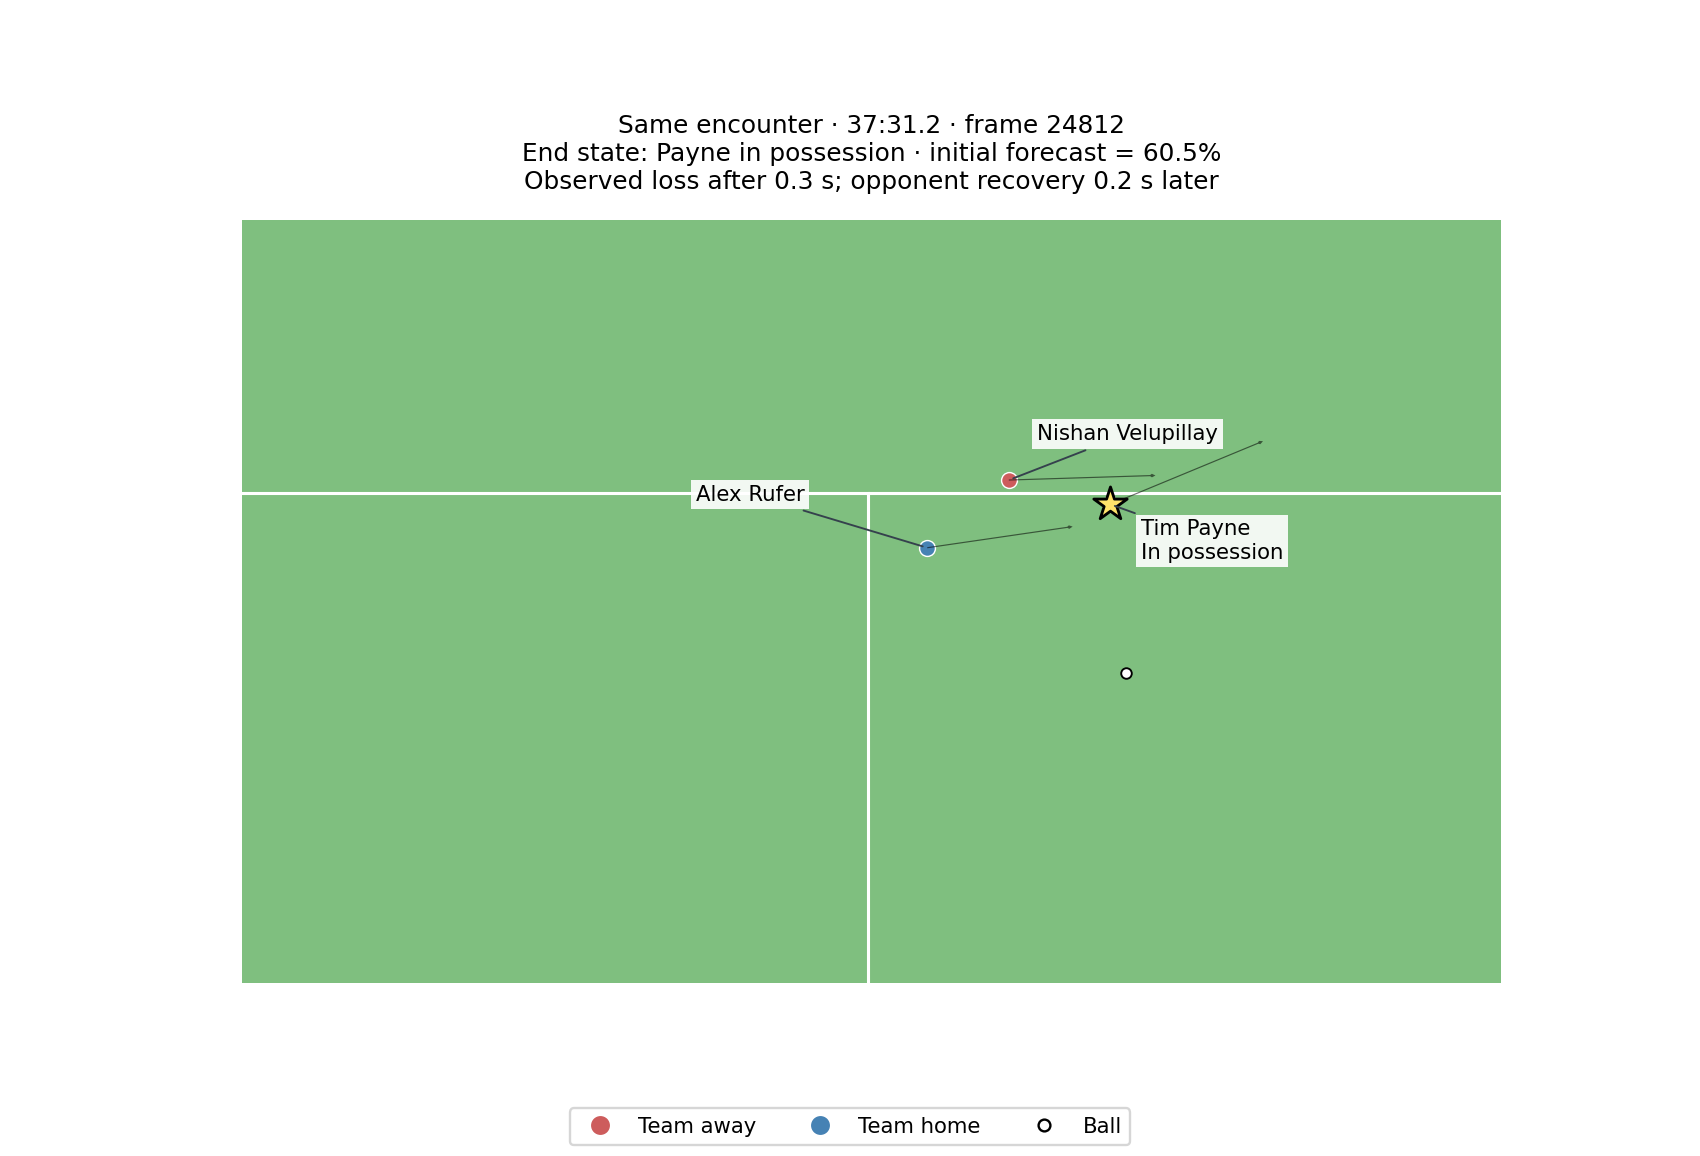 Same encounter · 37:31.2 · frame 24812
End state: Payne in possession · initial forecast = 60.5%
Observed loss after 0.3 s; opponent recovery 0.2 s later
Nishan Velupillay
Alex Rufer
Tim Payne
In possession
Team away
Team home
Ball